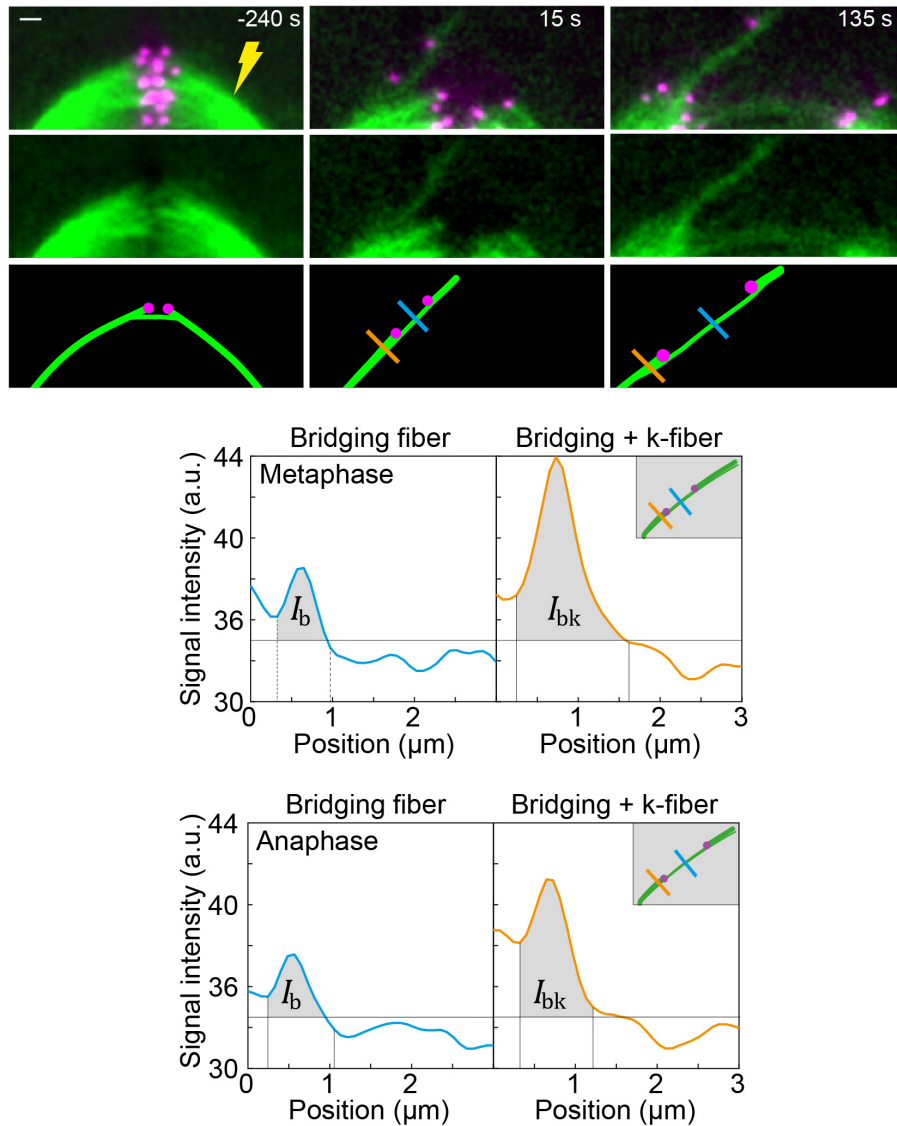 -240 s
15 s
135 s
Bridging fiber
Bridging + k-fiber
Metaphase
Signal intensity (a.u.)
44
40
36
30
I_b
I_bk
0
1
2
1
2
3
Position (µm)
Position (µm)
Bridging fiber
Bridging + k-fiber
Anaphase
Signal intensity (a.u.)
44
40
36
30
I_b
I_bk
0
1
2
1
2
3
Position (µm)
Position (µm)